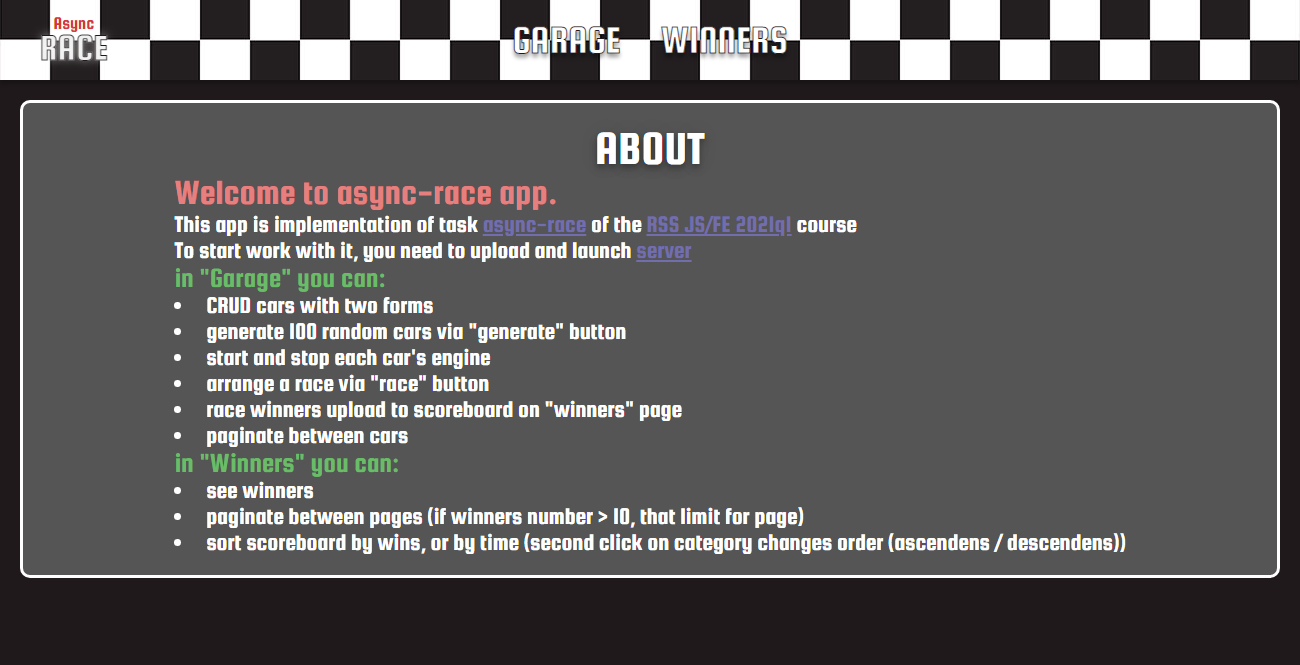 Async
RACE
GARAGE WINNERS
ABOUT
Welcome to async-race app.
This app is implementation of task async-race of the RSS JS/FE 2021q1 course
To start work with it, you need to upload and launch server
in "Garage" you can:
• CRUD cars with two forms
• generate 100 random cars via "generate" button
• start and stop each car's engine
• arrange a race via "race" button
• race winners upload to scoreboard on "winners" page
• paginate between cars
in "Winners" you can:
• see winners
• paginate between pages (if winners number > 10, that limit for page)
• sort scoreboard by wins, or by time (second click on category changes order (ascendens / descendens))